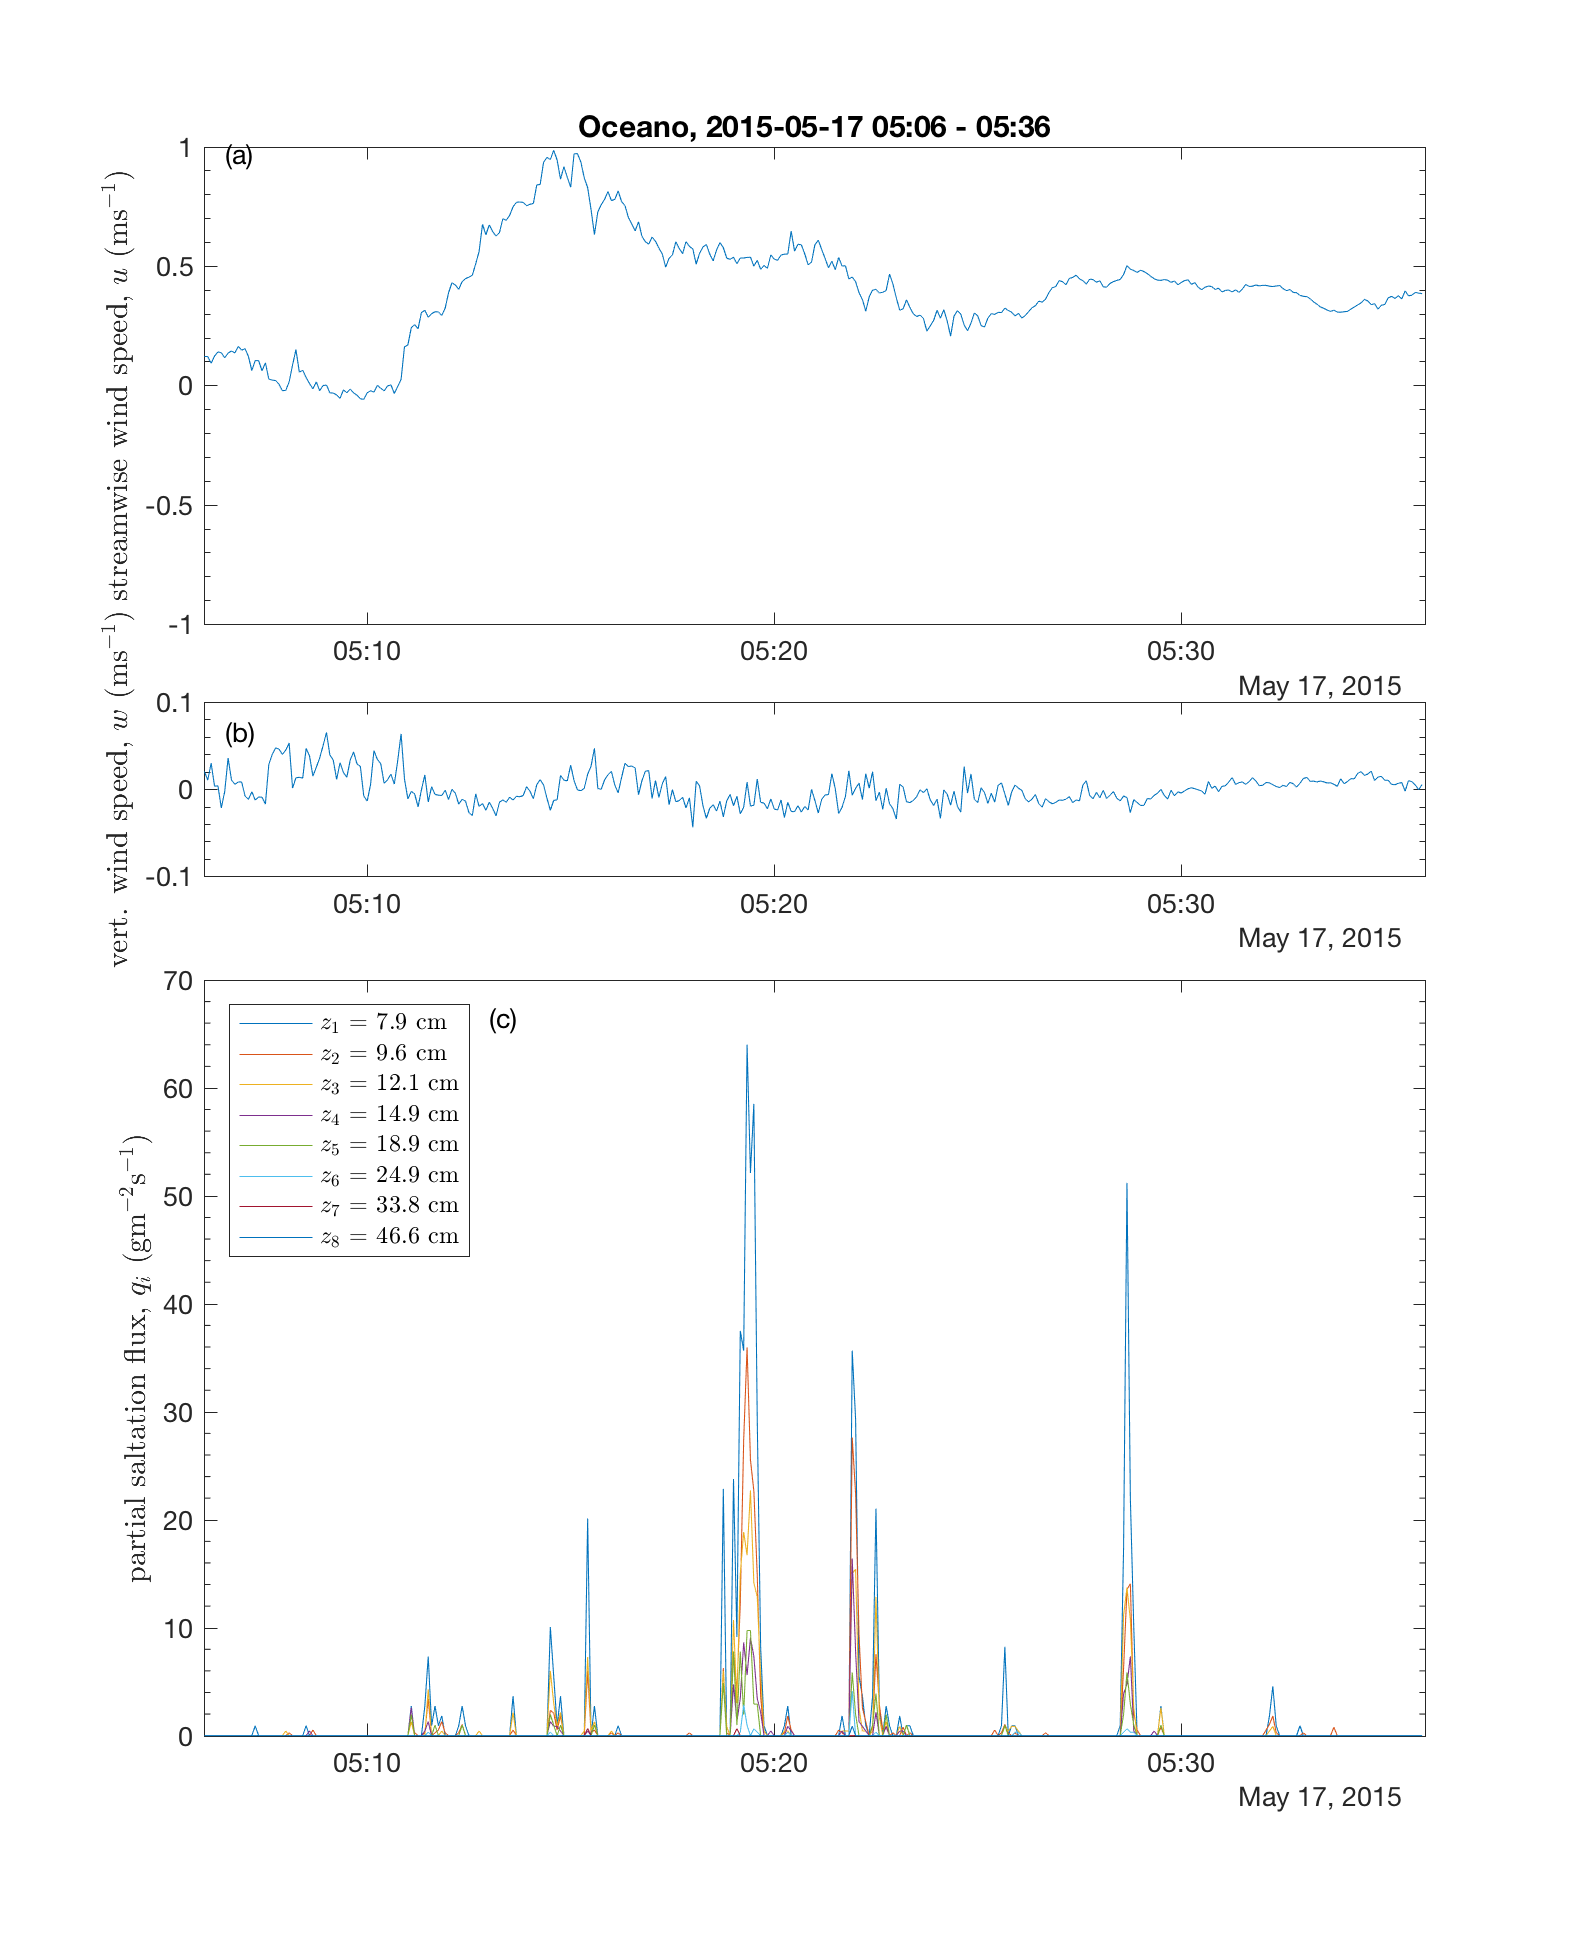 Oceano, 2015-05-17 05:06 - 05:36
(a)
streamwise wind speed, u (ms⁻¹)
1
0.5
0
-0.5
-1
05:10 05:20 05:30
May 17, 2015
(b)
vert. wind speed, w (ms⁻¹)
0.1
0
-0.1
05:10 05:20 05:30
May 17, 2015
(c)
partial saltation flux, qᵢ (gm⁻²s⁻¹)
70
60
50
40
30
20
10
0
z₁ = 7.9 cm
z₂ = 9.6 cm
z₃ = 12.1 cm
z₄ = 14.9 cm
z₅ = 18.9 cm
z₆ = 24.9 cm
z₇ = 33.8 cm
z₈ = 46.6 cm
05:10 05:20 05:30
May 17, 2015